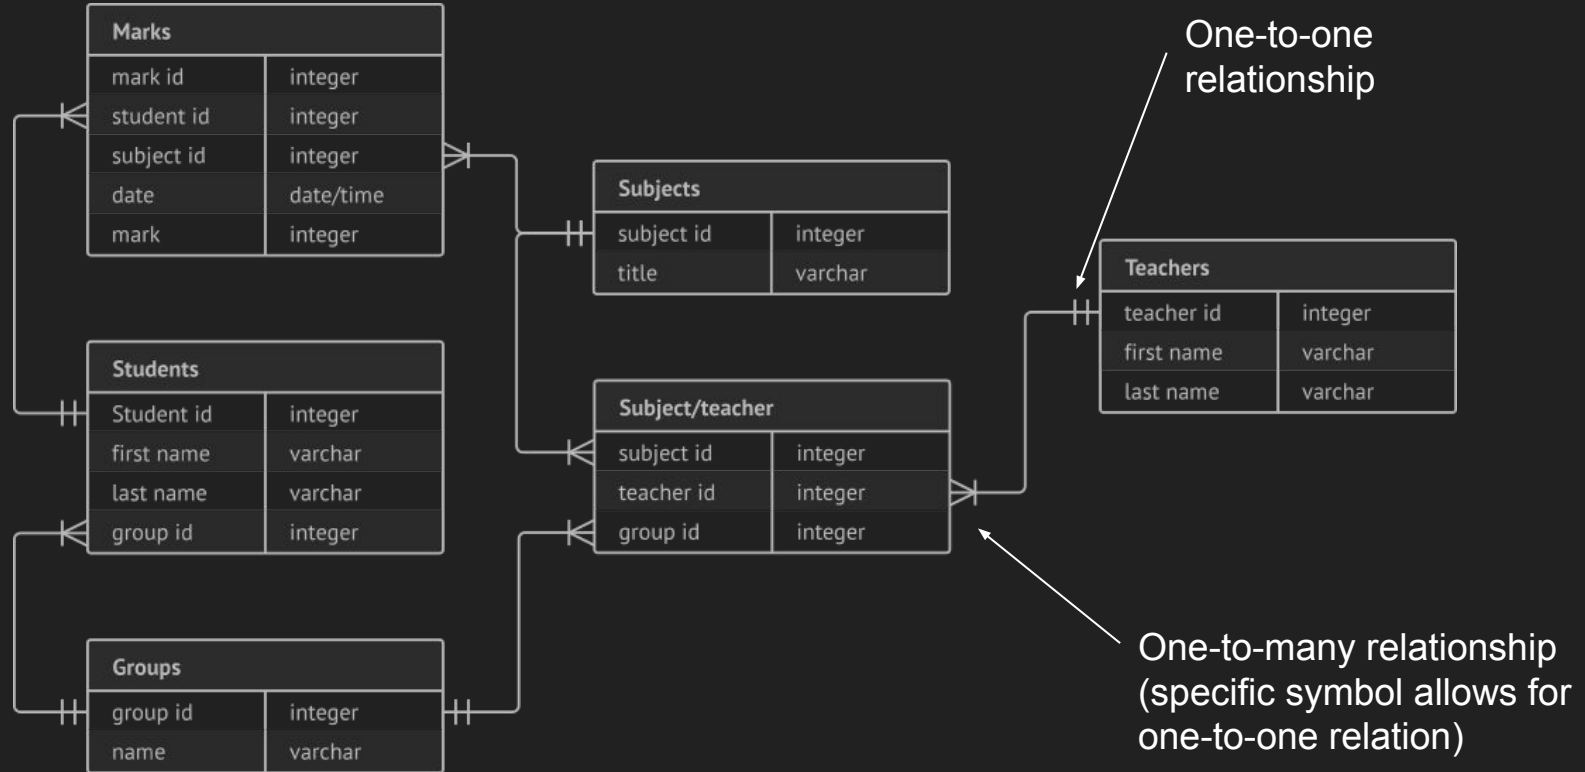 Marks
mark id integer
student id integer
subject id integer
date date/time
mark integer
Students
Student id integer
first name varchar
last name varchar
group id integer
Groups
group id integer
name varchar
Subjects
subject id integer
title varchar
Subject/teacher
subject id integer
teacher id integer
group id integer
One-to-one
relationship
Teachers
teacher id integer
first name varchar
last name varchar
One-to-many relationship
(specific symbol allows for
one-to-one relation)